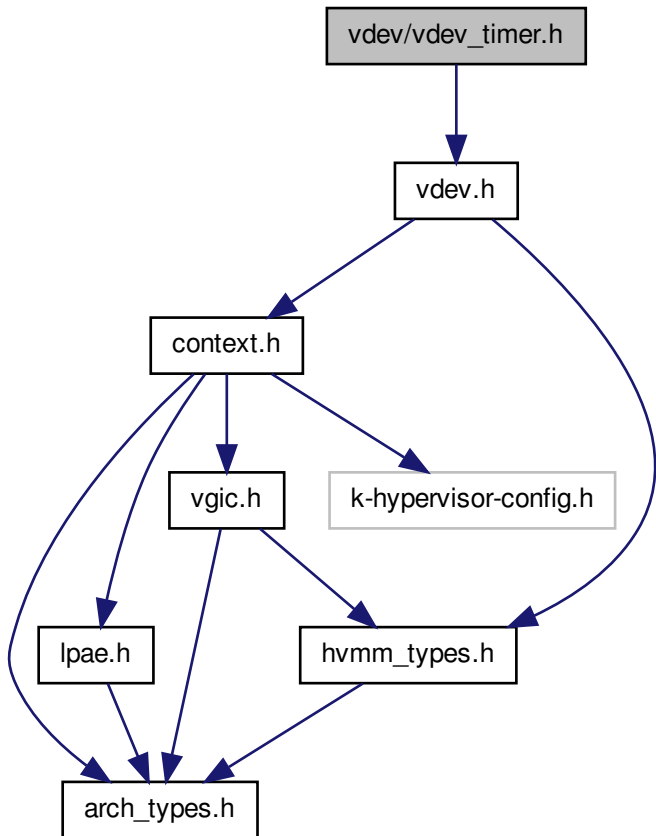 vdev/vdev_timer.h
vdev.h
context.h
vgic.h
k-hypervisor-config.h
lpae.h
hvmm_types.h
arch_types.h